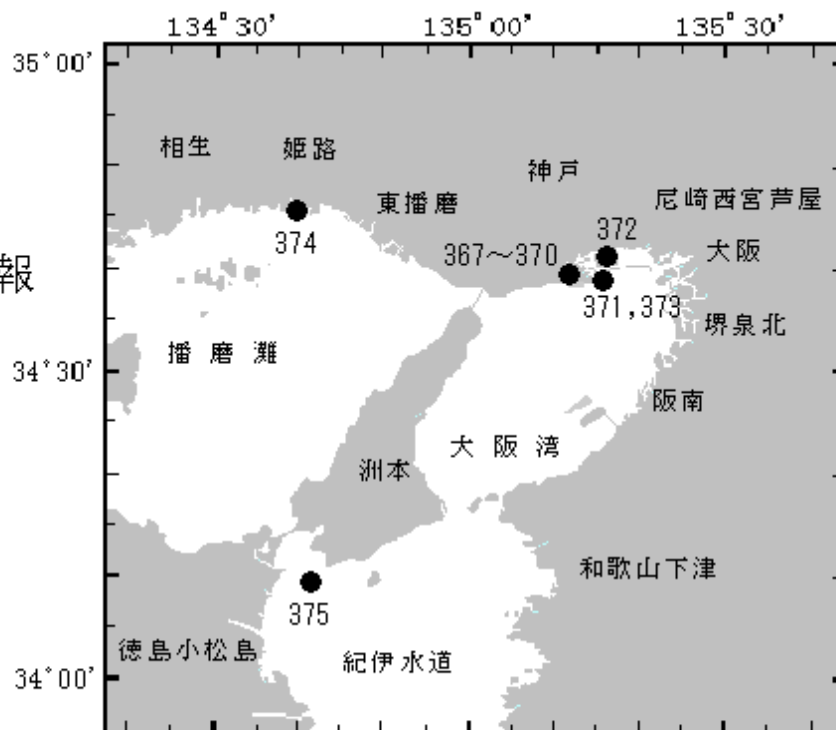 134°30' 135°00' 135°30'
35°00'
相生 姫路
神戸
東播磨 尼崎西宮芦屋
372
374
367～370 大阪
報
371,373
堺泉北
播磨灘
34°30'
阪南
大阪湾
洲本
和歌山下津
375
徳島小松島 紀伊水道
34°00'